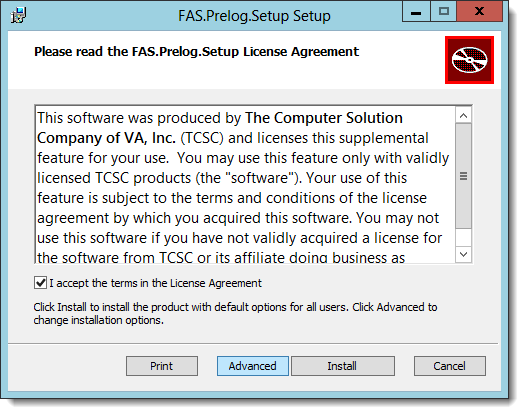 FAS.Prelog.Setup Setup
Please read the FAS.Prelog.Setup License Agreement
This software was produced by The Computer Solution
Company of VA, Inc. (TCSC) and licenses this supplemental
feature for your use.  You may use this feature only with validly
licensed TCSC products (the "software"). Your use of this
feature is subject to the terms and conditions of the license
agreement by which you acquired this software. You may not
use this software if you have not validly acquired a license for
the software from TCSC or its affiliate doing business as
I accept the terms in the License Agreement
Click Install to install the product with default options for all users. Click Advanced to
change installation options.
Print
Advanced
Install
Cancel